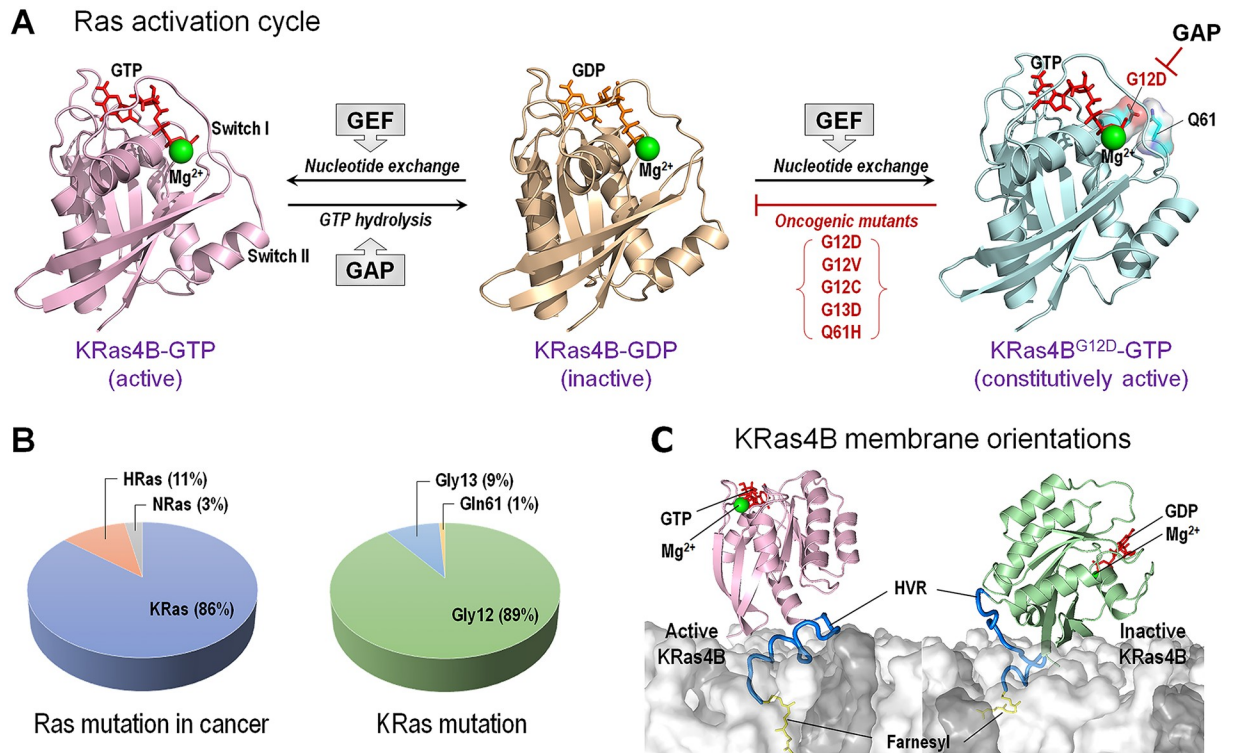 A Ras activation cycle
GTP
Switch I
Mg²⁺
Switch II
KRas4B-GTP
(active)
GEF
Nucleotide exchange
GTP hydrolysis
GAP
GDP
Mg²⁺
KRas4B-GDP
(inactive)
GEF
Nucleotide exchange
Oncogenic mutants
G12D
G12V
G12C
G13D
Q61H
GAP
GTP
G12D
Q61
Mg²⁺
KRas4Bᴳ¹²ᴰ-GTP
(constitutively active)
B
HRas (11%)
NRas (3%)
KRas (86%)
Ras mutation in cancer
Gly13 (9%)
Gln61 (1%)
Gly12 (89%)
KRas mutation
C KRas4B membrane orientations
GTP
Mg²⁺
GDP
Mg²⁺
HVR
Active
KRas4B
Inactive
KRas4B
Farnesyl